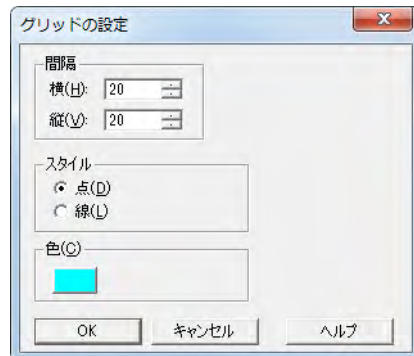 グリッドの設定
間隔
横(H): 20
縦(V): 20
スタイル
点(D)
線(L)
色(C)
OK キャンセル ヘルプ